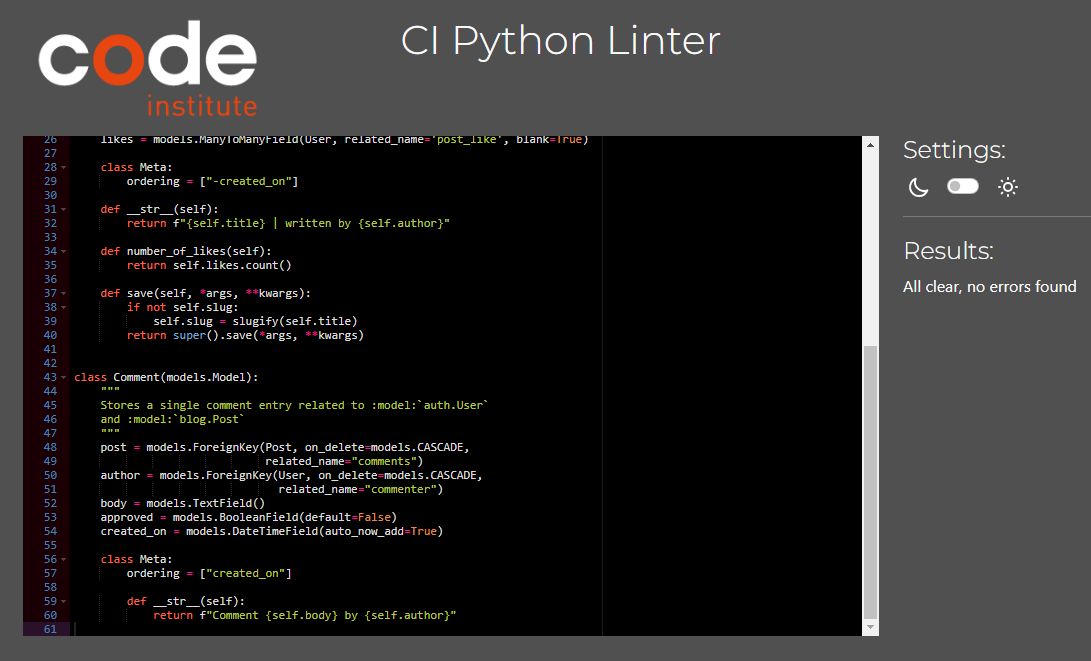 code
institute
CI Python Linter
26 likes = models.ManyToManyField(User, related_name='post_like', blank=True)
27
28 class Meta:
29 ordering = ["-created_on"]
30
31 def __str__(self):
32 return f"{self.title} | written by {self.author}"
33
34 def number_of_likes(self):
35 return self.likes.count()
36
37 def save(self, *args, **kwargs):
38 if not self.slug:
39 self.slug = slugify(self.title)
40 return super().save(*args, **kwargs)
41
42
43 class Comment(models.Model):
44 """
45 Stores a single comment entry related to :model:`auth.User`
46 and :model:`blog.Post`
47 """
48 post = models.ForeignKey(Post, on_delete=models.CASCADE,
49 related_name="comments")
50 author = models.ForeignKey(User, on_delete=models.CASCADE,
51 related_name="commenter")
52 body = models.TextField()
53 approved = models.BooleanField(default=False)
54 created_on = models.DateTimeField(auto_now_add=True)
55
56 class Meta:
57 ordering = ["created_on"]
58
59 def __str__(self):
60 return f"Comment {self.body} by {self.author}"
61
Settings:
Results:
All clear, no errors found